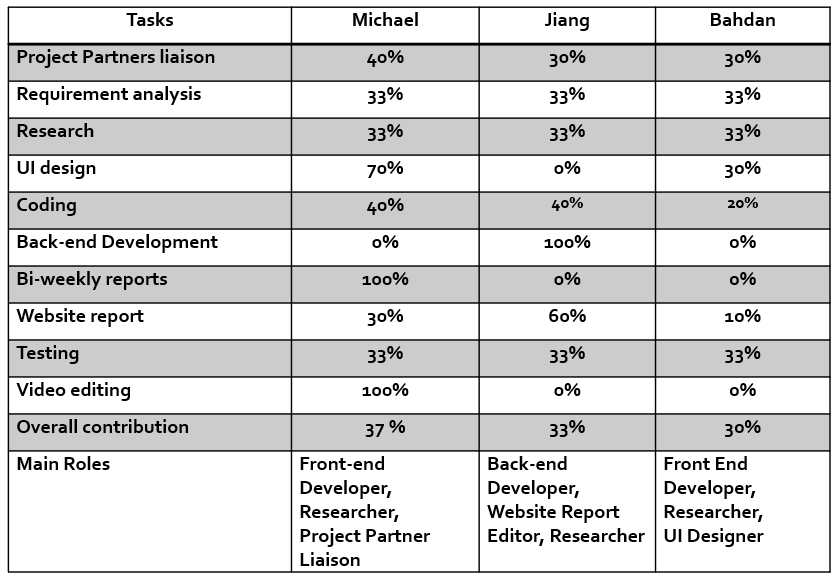 Tasks Michael Jiang Bahdan
Project Partners liaison 40% 30% 30%
Requirement analysis 33% 33% 33%
Research 33% 33% 33%
UI design 70% 0% 30%
Coding 40% 40% 20%
Back-end Development 0% 100% 0%
Bi-weekly reports 100% 0% 0%
Website report 30% 60% 10%
Testing 33% 33% 33%
Video editing 100% 0% 0%
Overall contribution 37 % 33% 30%
Main Roles Front-end Back-end Front End
Developer, Developer, Developer,
Researcher, Website Report Researcher,
Project Partner Editor, Researcher UI Designer
Liaison